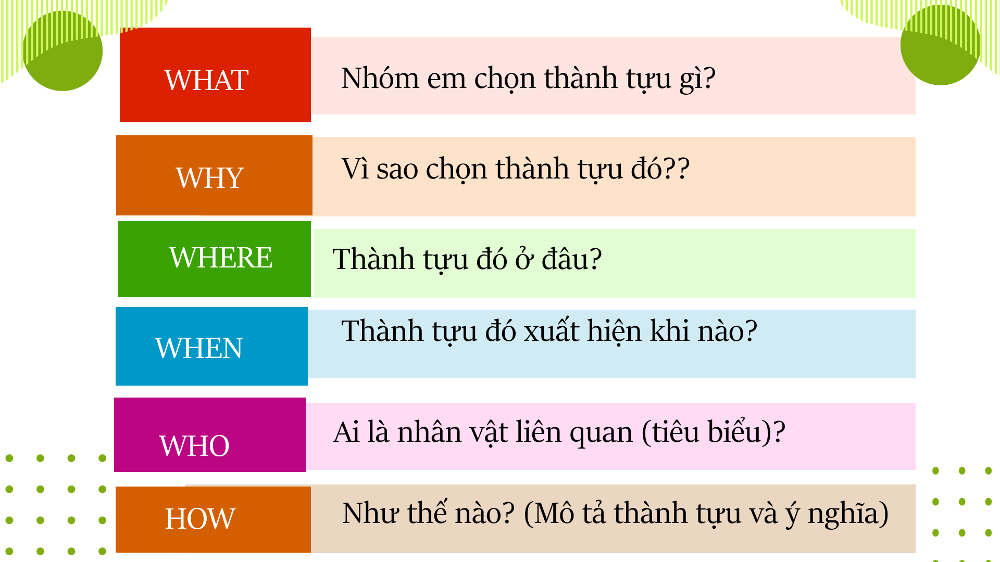 WHAT
Nhóm em chọn thành tựu gì?
WHY
Vì sao chọn thành tựu đó??
WHERE
Thành tựu đó ở đâu?
WHEN
Thành tựu đó xuất hiện khi nào?
WHO
Ai là nhân vật liên quan (tiêu biểu)?
HOW
Như thế nào? (Mô tả thành tựu và ý nghĩa)